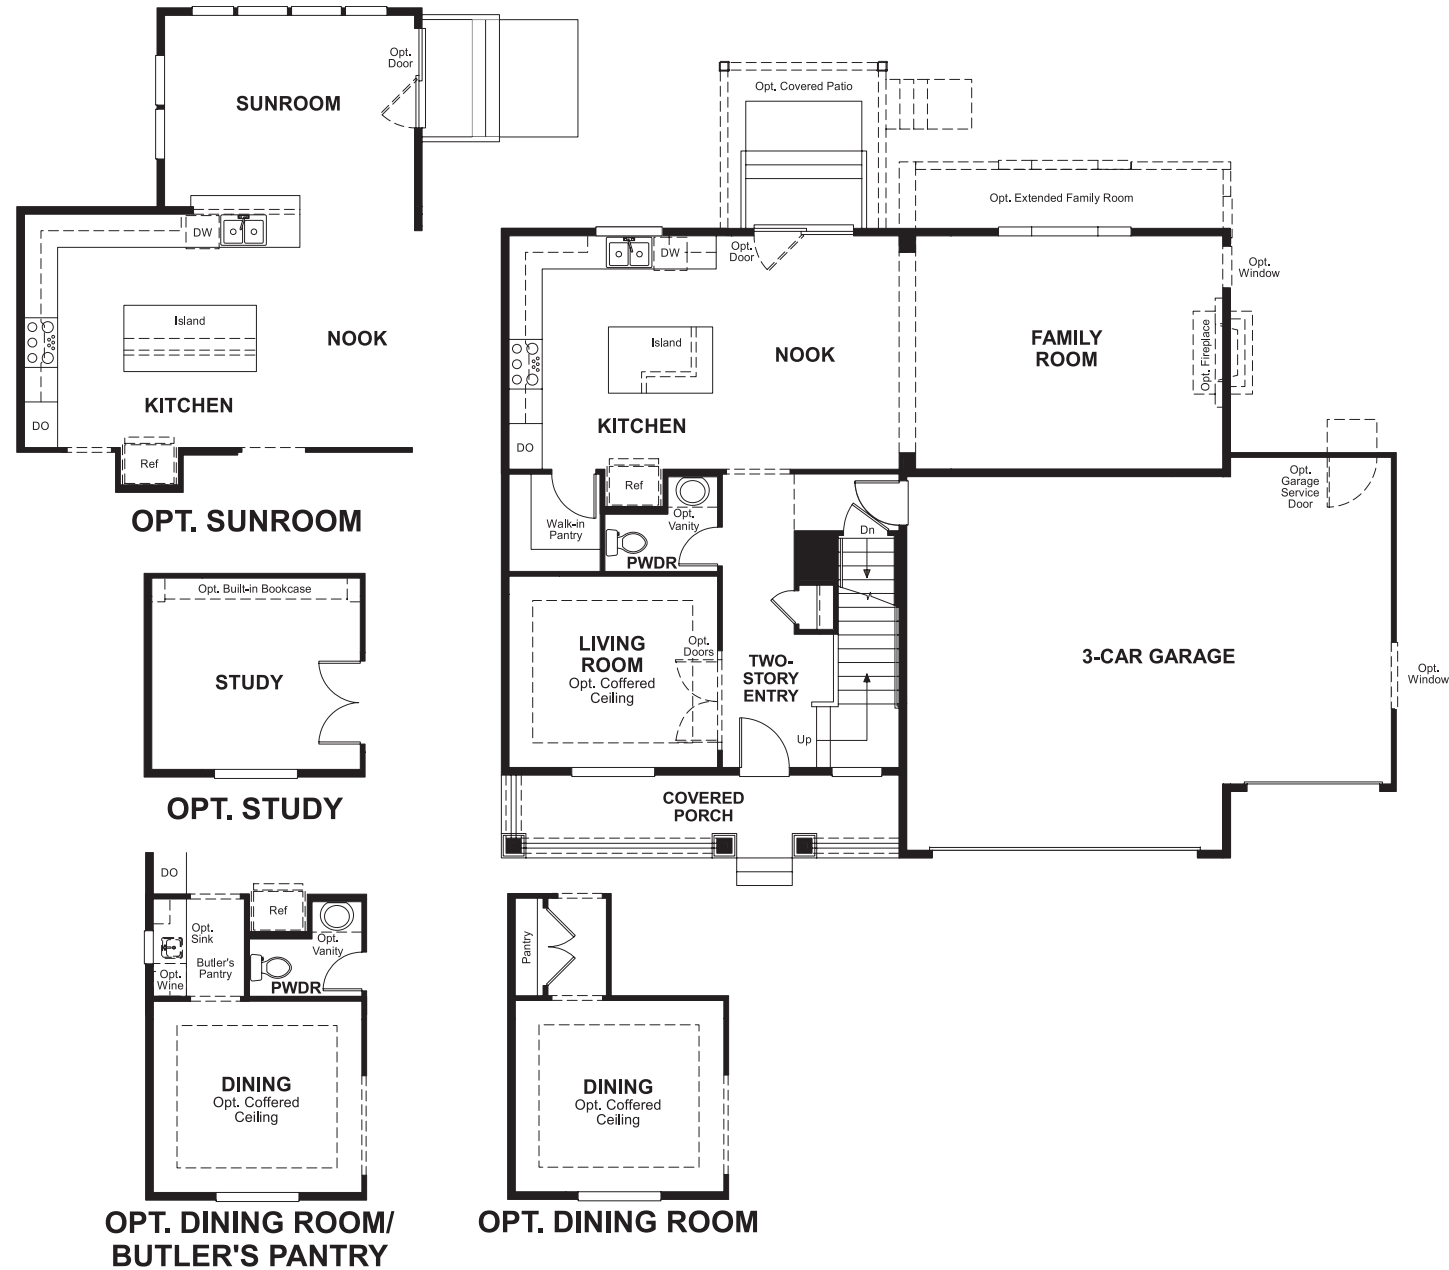 Opt.
Door
SUNROOM
DW
Island
NOOK
KITCHEN
DO
Ref
OPT. SUNROOM
Opt. Covered Patio
Opt. Extended Family Room
DW
Opt.
Door
Opt.
Window
Island
NOOK
FAMILY
ROOM
Opt. Fireplace
KITCHEN
DO
Ref
Walk-in
Pantry
Opt.
Vanity
PWDR
Dn
Opt.
Garage
Service
Door
LIVING
ROOM
Opt. Coffered
Ceiling
Opt.
Doors
TWO-
STORY
ENTRY
Up
3-CAR GARAGE
Opt.
Window
COVERED
PORCH
Opt. Built-in Bookcase
STUDY
OPT. STUDY
DO
Ref
Opt.
Sink
Opt.
Vanity
Butler's
Pantry
Opt.
Wine
PWDR
DINING
Opt. Coffered
Ceiling
OPT. DINING ROOM/
BUTLER'S PANTRY
Pantry
DINING
Opt. Coffered
Ceiling
OPT. DINING ROOM